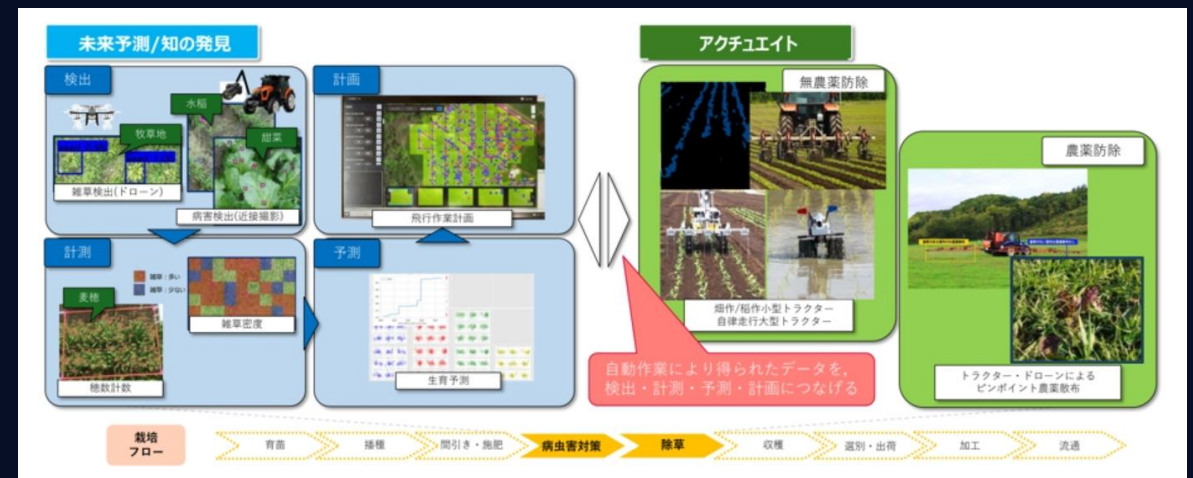 未来予測/知の発見
検出
水稲
牧草地
甜菜
雑草検出(ドローン)
病害検出(近接撮影)
計画
飛行作業計画
計測
雑草：多い
雑草：少ない
麦穂
雑草密度
穂数計数
予測
生育予測
アクチュエイト
無農薬防除
畑作/稲作小型トラクター
自律走行大型トラクター
農薬防除
トラクター・ドローンによる
ピンポイント農薬散布
自動作業により得られたデータを,
検出・計測・予測・計画につなげる
栽培
フロー
育苗
播種
間引き・施肥
病虫害対策
除草
収穫
選別・出荷
加工
流通